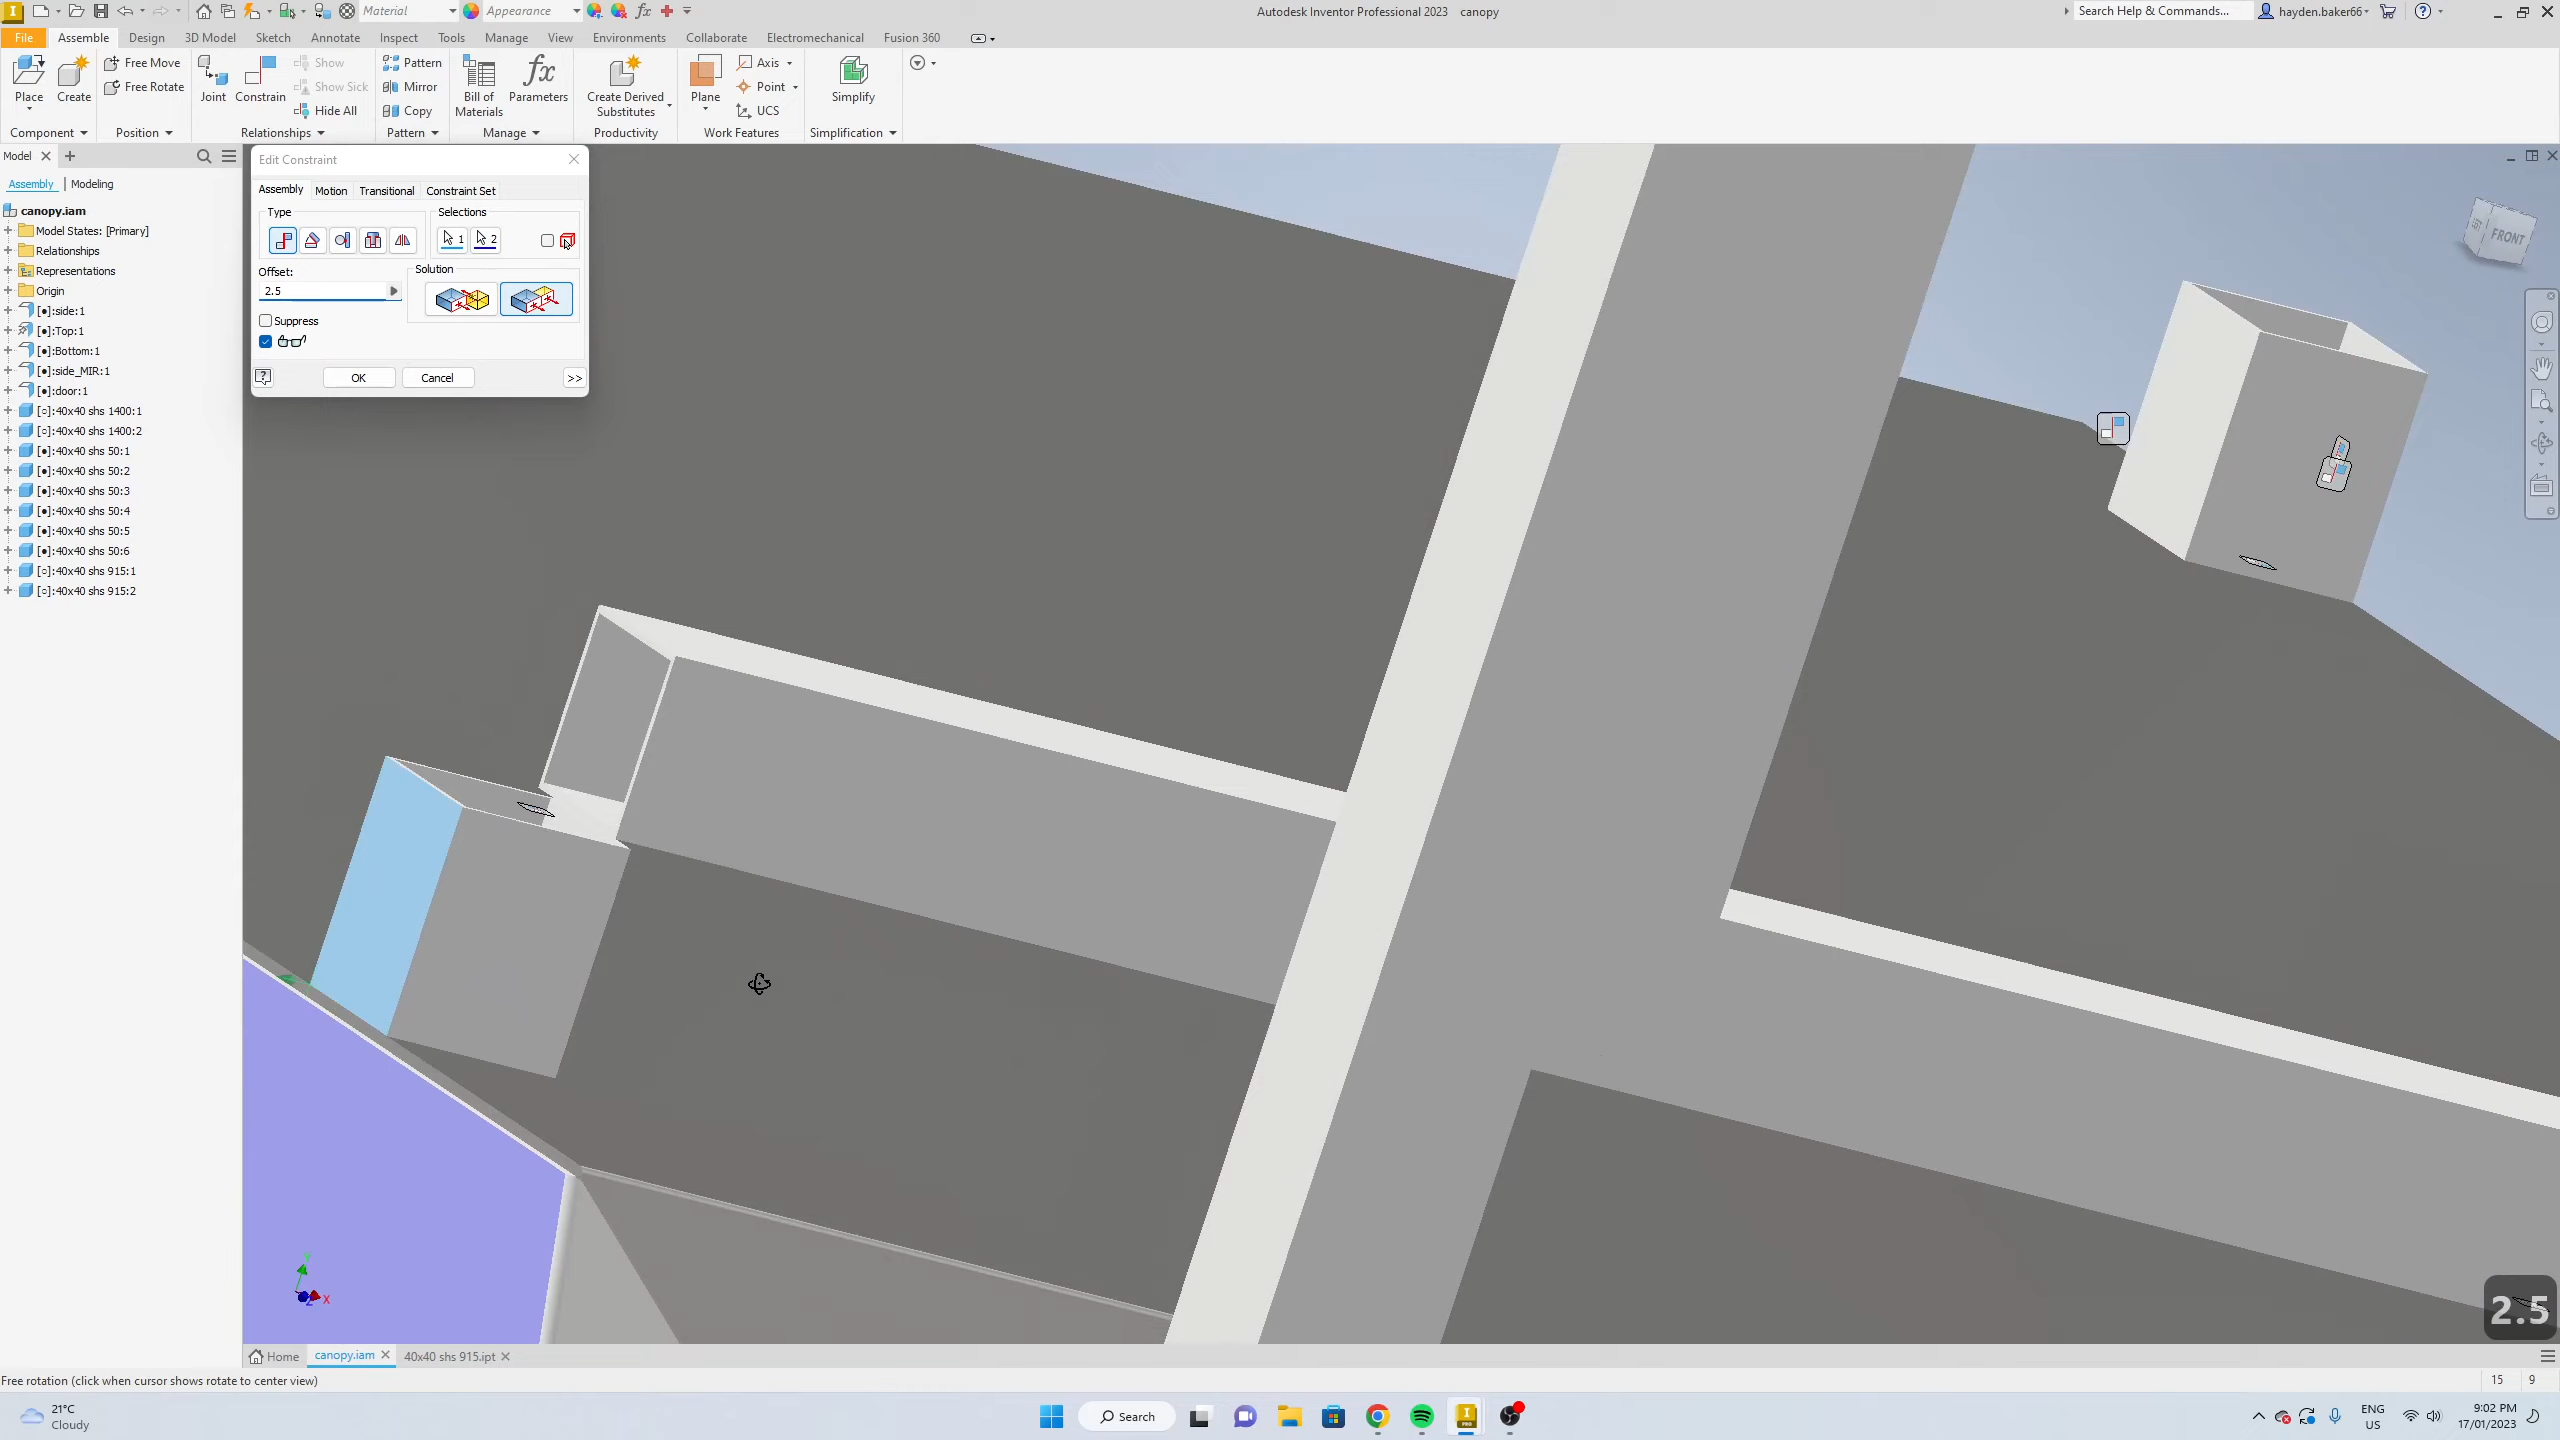 Material
Appearance
fx
Autodesk Inventor Professional 2023 canopy
Search Help & Commands...
hayden.baker66
File Assemble Design 3D Model Sketch Annotate Inspect Tools Manage View Environments Collaborate Electromechanical Fusion 360
Place
Create
Free Move
Free Rotate
Joint
Constrain
Show
Show Sick
Hide All
Pattern
Mirror
Copy
Bill of
Materials
fx
Parameters
Create Derived
Substitutes
Plane
Axis
Point
UCS
Simplify
Component Position Relationships Pattern Manage Productivity Work Features Simplification
Model
Assembly | Modeling
canopy.iam
Model States: [Primary]
Relationships
Representations
Origin
[●]:side:1
[●]:Top:1
[●]:Bottom:1
[●]:side_MIR:1
[●]:door:1
[○]:40x40 shs 1400:1
[○]:40x40 shs 1400:2
[●]:40x40 shs 50:1
[●]:40x40 shs 50:2
[●]:40x40 shs 50:3
[●]:40x40 shs 50:4
[●]:40x40 shs 50:5
[●]:40x40 shs 50:6
[○]:40x40 shs 915:1
[○]:40x40 shs 915:2
Edit Constraint
Assembly Motion Transitional Constraint Set
Type
Selections
1 2
Offset:
2.5
Solution
Suppress
OK
Cancel
>>
FRONT
Y
X
Z
2.5
Home canopy.iam 40x40 shs 915.ipt
Free rotation (click when cursor shows rotate to center view)
15 9
21°C
Cloudy
Search
PRO
ENG
US
9:02 PM
17/01/2023